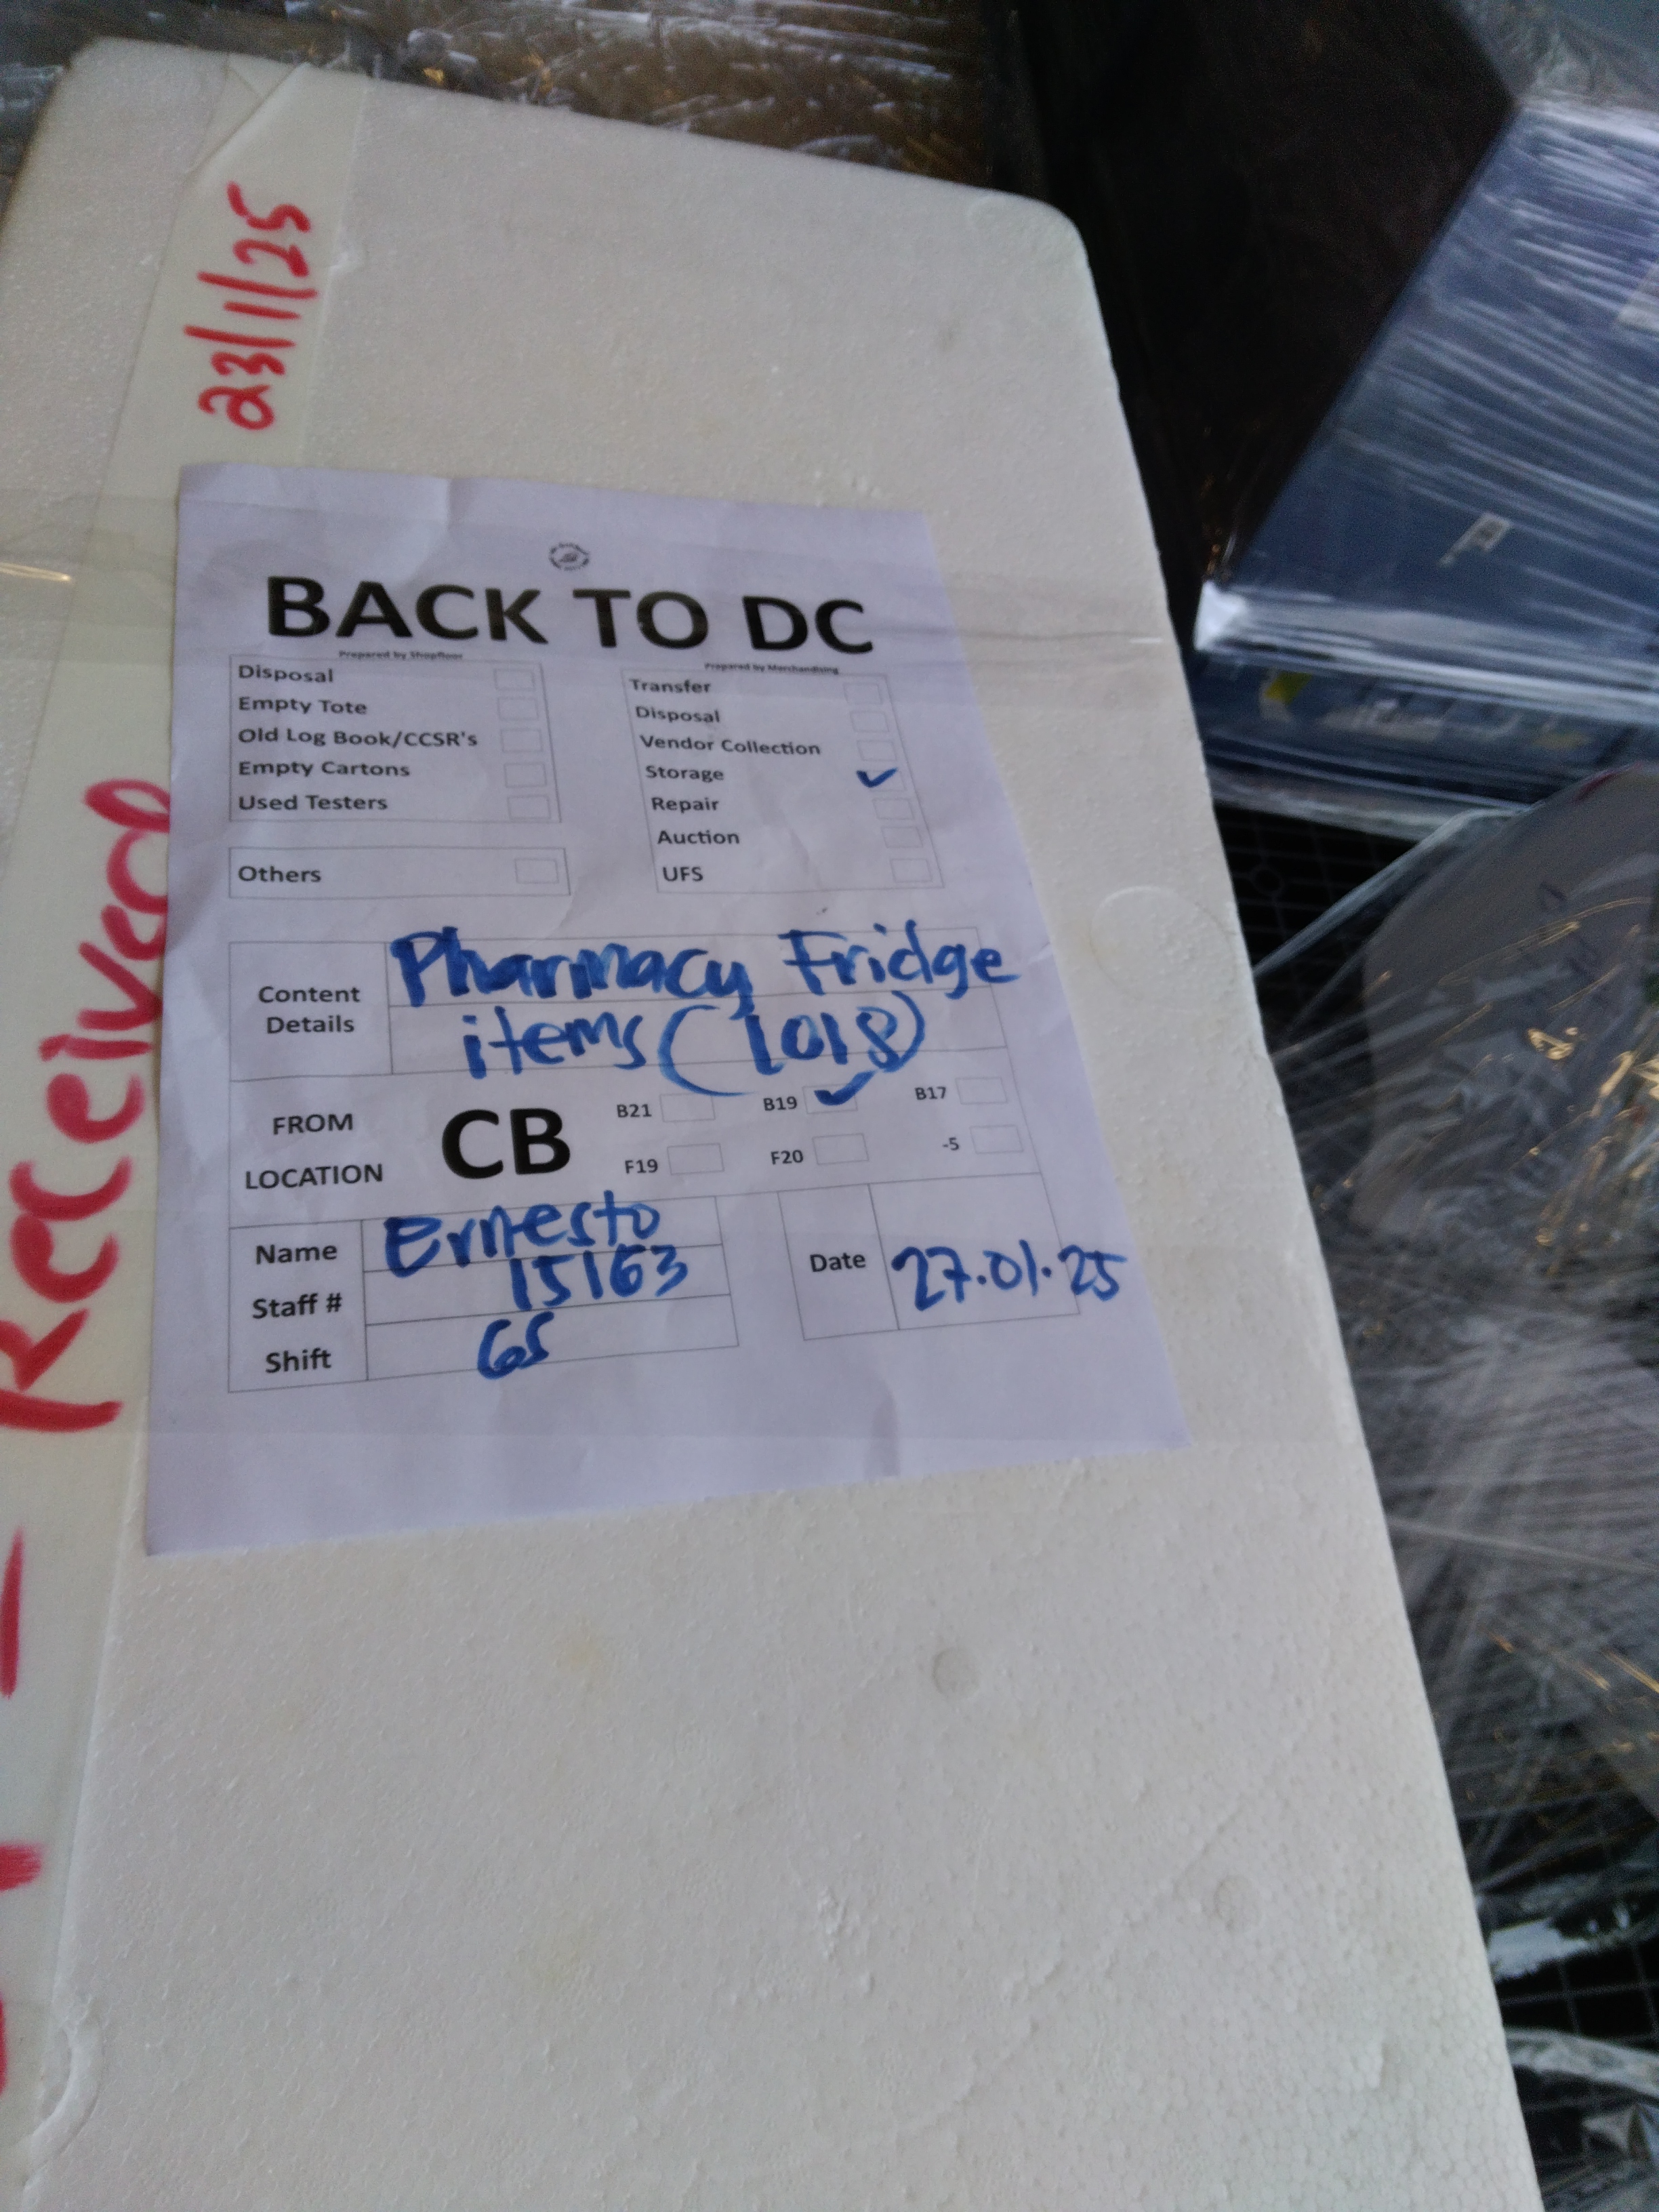 23/1/25
Received
BACK TO DC
Prepared by Shopfloor
Disposal
Empty Tote
Old Log Book/CCSR's
Empty Cartons
Used Testers
Others
Prepared by Merchandising
Transfer
Disposal
Vendor Collection
Storage
Repair
Auction
UFS
Content Details
Pharmacy Fridge
items (1018)
FROM LOCATION
CB
B21 B19 B17
F19 F20 -5
Name Ernesto
Staff # 15163
Shift GS
Date 27.01.25